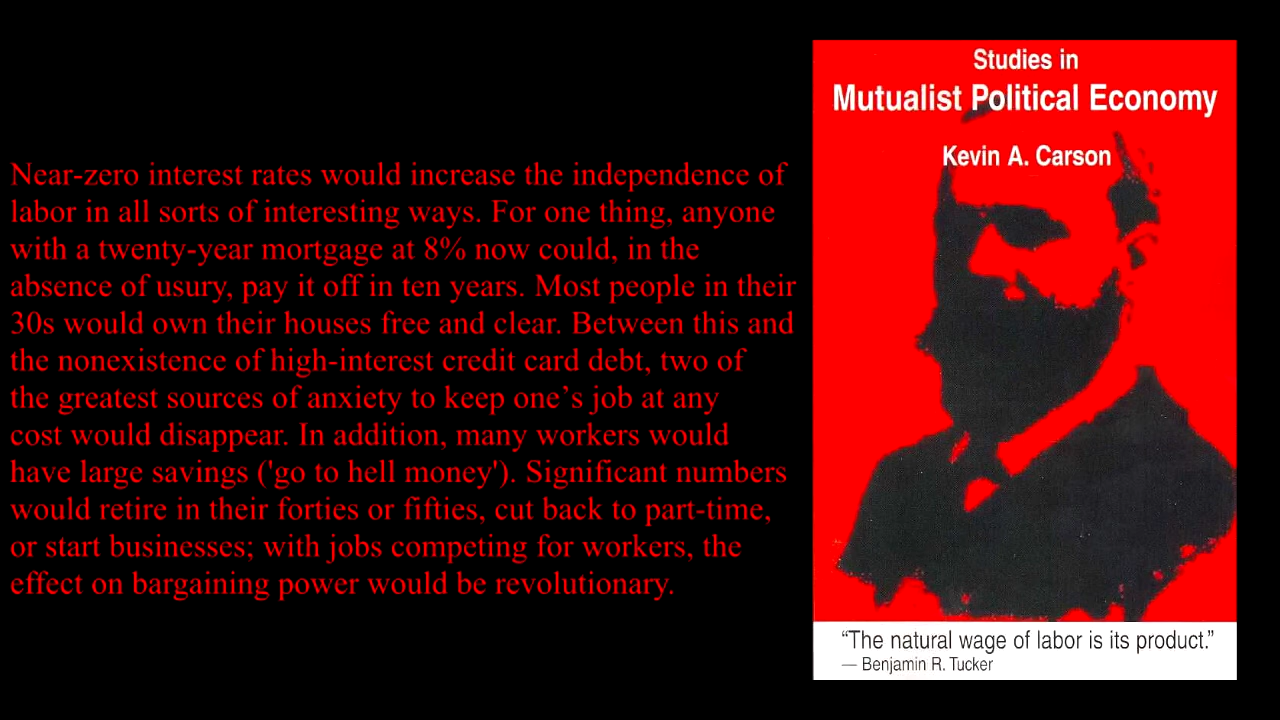 Near-zero interest rates would increase the independence of
labor in all sorts of interesting ways. For one thing, anyone
with a twenty-year mortgage at 8% now could, in the
absence of usury, pay it off in ten years. Most people in their
30s would own their houses free and clear. Between this and
the nonexistence of high-interest credit card debt, two of
the greatest sources of anxiety to keep one’s job at any
cost would disappear. In addition, many workers would
have large savings ('go to hell money'). Significant numbers
would retire in their forties or fifties, cut back to part-time,
or start businesses; with jobs competing for workers, the
effect on bargaining power would be revolutionary.
Studies in
Mutualist Political Economy
Kevin A. Carson
“The natural wage of labor is its product.”
— Benjamin R. Tucker